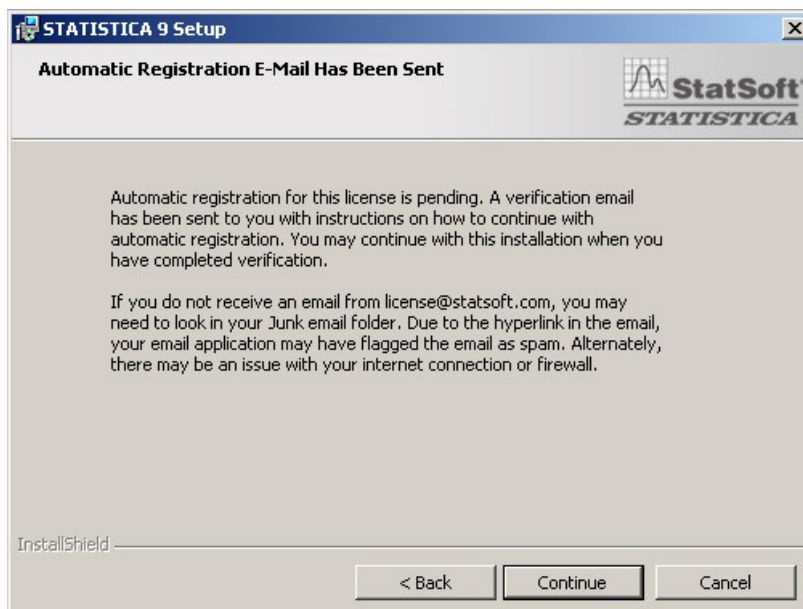 STATISTICA 9 Setup
Automatic Registration E-Mail Has Been Sent
StatSoft
STATISTICA
Automatic registration for this license is pending. A verification email
has been sent to you with instructions on how to continue with
automatic registration. You may continue with this installation when you
have completed verification.
If you do not receive an email from license@statsoft.com, you may
need to look in your Junk email folder. Due to the hyperlink in the email,
your email application may have flagged the email as spam. Alternately,
there may be an issue with your internet connection or firewall.
InstallShield
< Back
Continue
Cancel